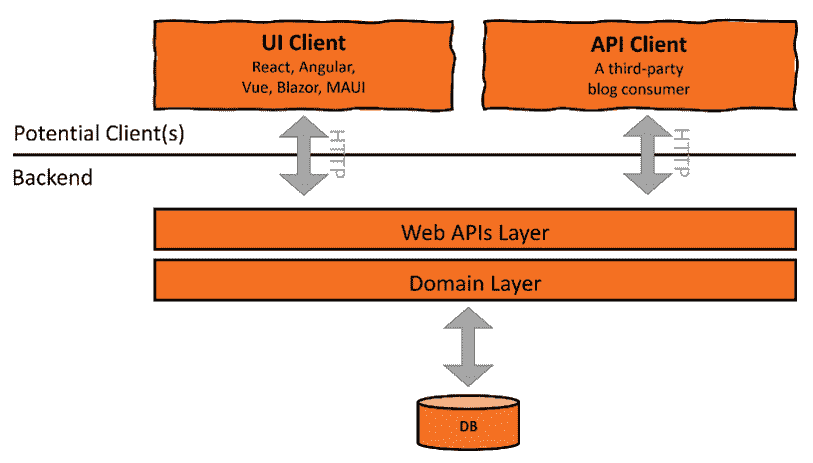 UI Client
React, Angular,
Vue, Blazor, MAUI
API Client
A third-party
blog consumer
HTTP
HTTP
Potential Client(s)
Backend
Web APIs Layer
Domain Layer
DB